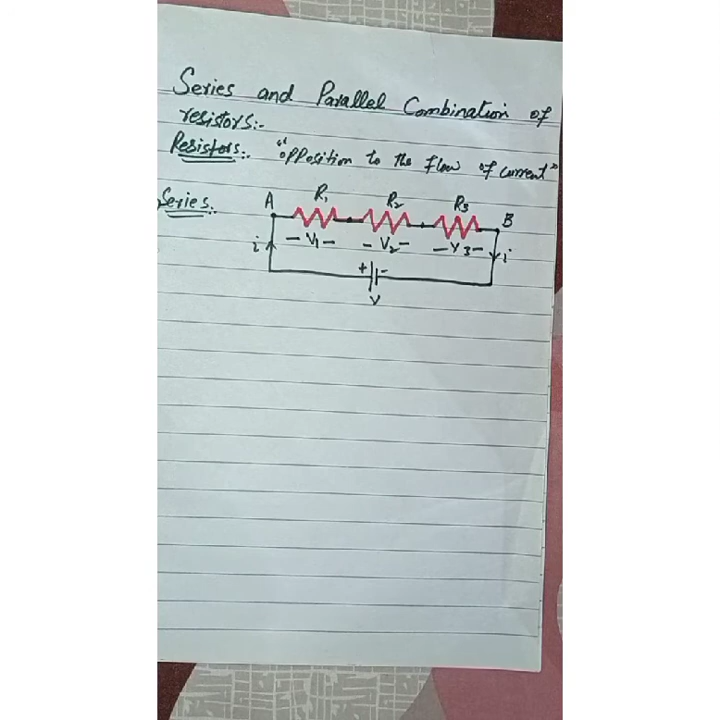 Series and Parallel Combination of
resistors:-
Resistors:- "opposition to the flow of current"
Series:
A R₁ R₂ R₃ B
i - V₁ - - V₂ - - V₃ - i
+ -
V